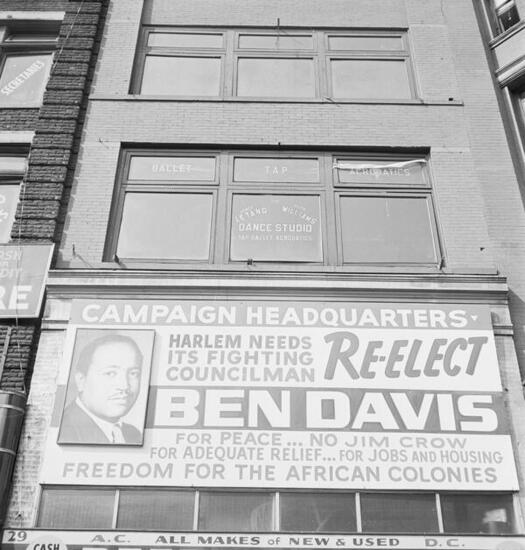 SECRETARIES
BALLET TAP ACROBATICS
LETANG WILLIAMS
DANCE STUDIO
TAP BALLET ACROBATICS
CAMPAIGN HEADQUARTERS
HARLEM NEEDS
ITS FIGHTING
COUNCILMAN
RE-ELECT
BEN DAVIS
FOR PEACE ... NO JIM CROW
FOR ADEQUATE RELIEF ... FOR JOBS AND HOUSING
FREEDOM FOR THE AFRICAN COLONIES
29 A.C. ALL MAKES OF NEW & USED D.C.
CASH